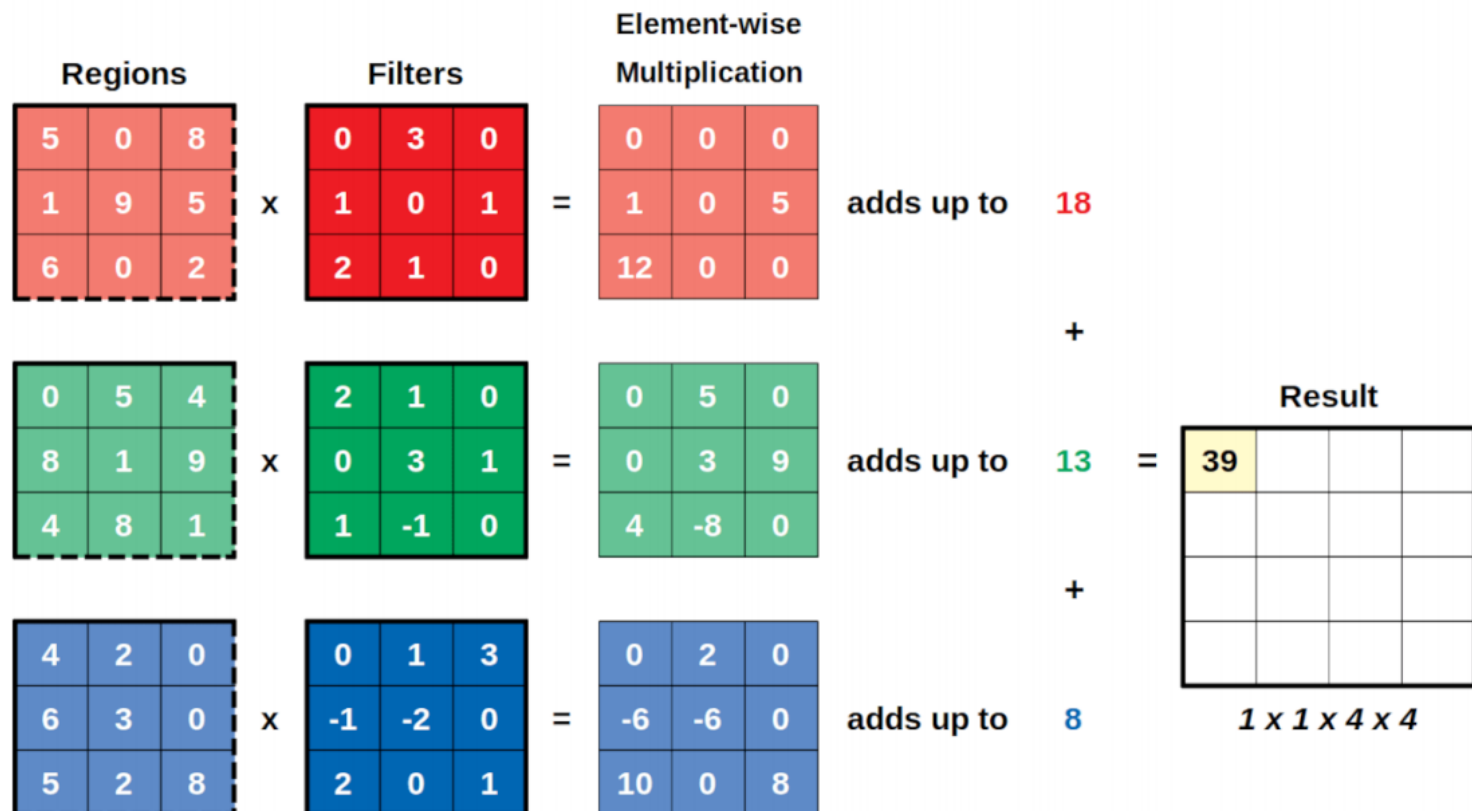 Element-wise
Regions Filters Multiplication
5 0 8 0 3 0 0 0 0
1 9 5 x 1 0 1 = 1 0 5 adds up to 18
6 0 2 2 1 0 12 0 0
+
0 5 4 2 1 0 0 5 0 Result
8 1 9 x 0 3 1 = 0 3 9 adds up to 13 = 39
4 8 1 1 -1 0 4 -8 0
+
4 2 0 0 1 3 0 2 0
6 3 0 x -1 -2 0 = -6 -6 0 adds up to 8 1 x 1 x 4 x 4
5 2 8 2 0 1 10 0 8